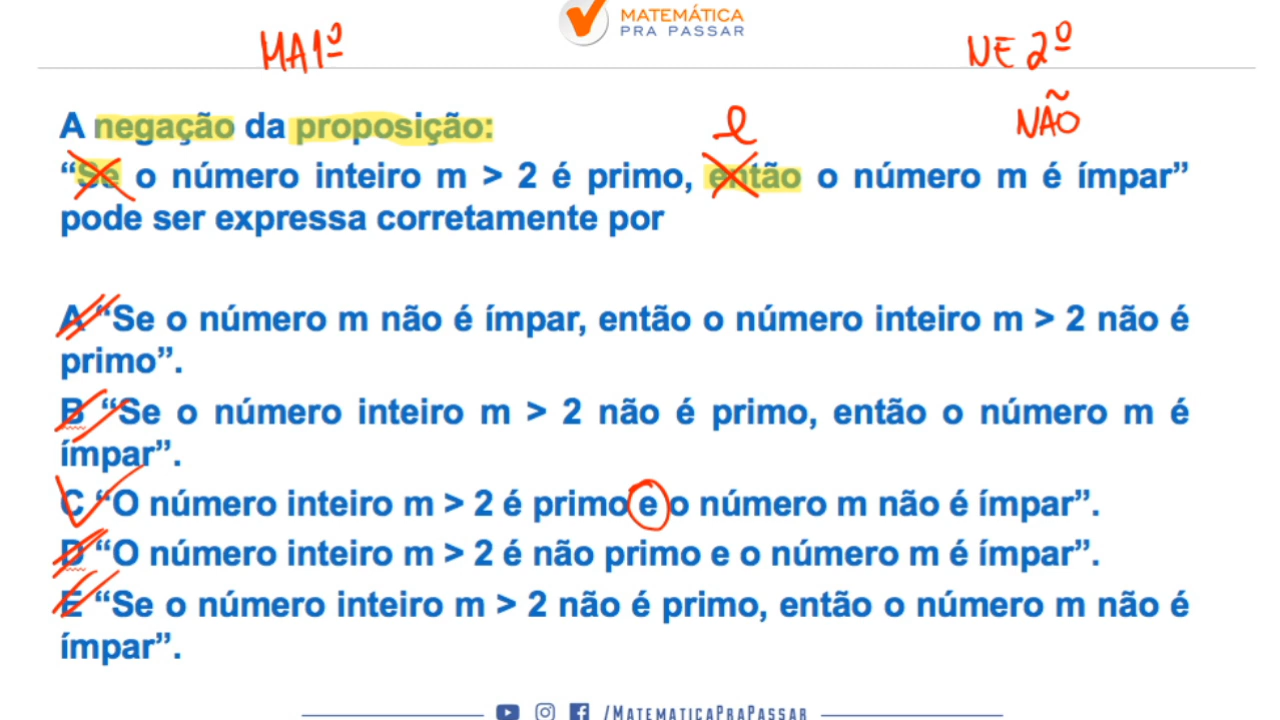 MATEMÁTICA
PRA PASSAR
MA 1º
NE 2º
A negação da proposição:
e
NÃO
“Se o número inteiro m > 2 é primo, então o número m é ímpar”
pode ser expressa corretamente por
A “Se o número m não é ímpar, então o número inteiro m > 2 não é
primo”.
B “Se o número inteiro m > 2 não é primo, então o número m é
ímpar”.
C “O número inteiro m > 2 é primo e o número m não é ímpar”.
D “O número inteiro m > 2 é não primo e o número m é ímpar”.
E “Se o número inteiro m > 2 não é primo, então o número m não é
ímpar”.
/MATEMATICAPRAPASSAR